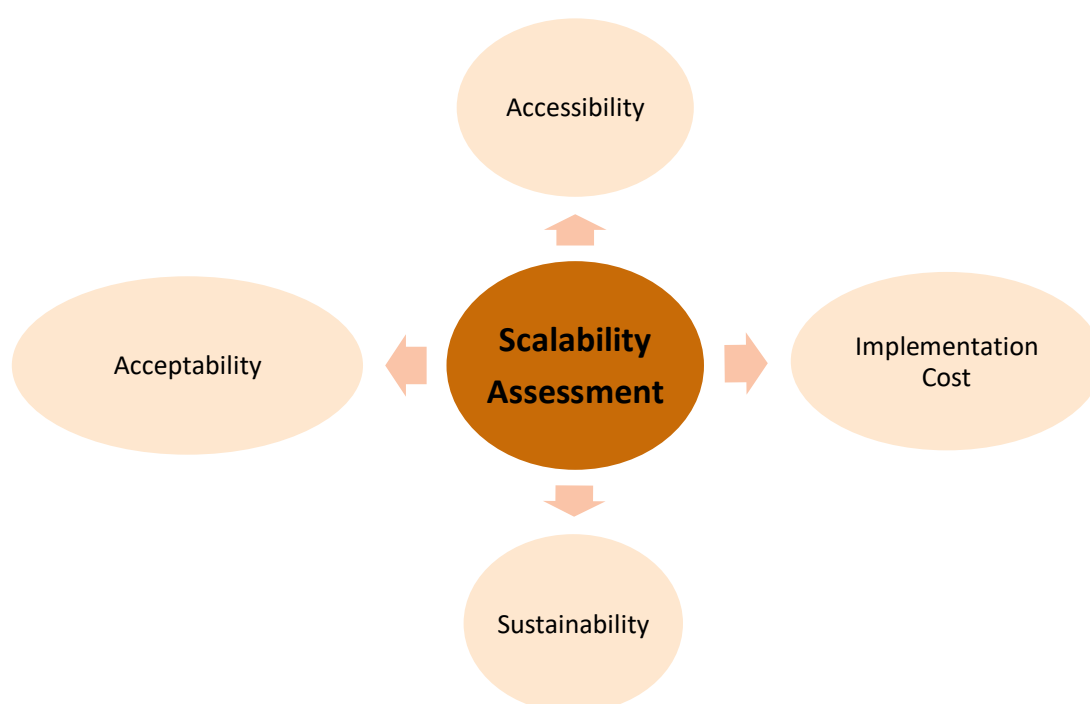 Accessibility
Scalability
Assessment
Acceptability
Implementation
Cost
Sustainability